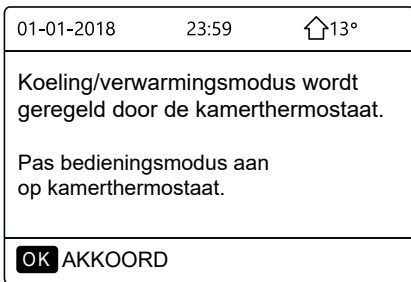 01-01-2018 23:59 13°
Koeling/verwarmingsmodus wordt
geregeld door de kamerthermostaat.
Pas bedieningsmodus aan
op kamerthermostaat.
OK AKKOORD